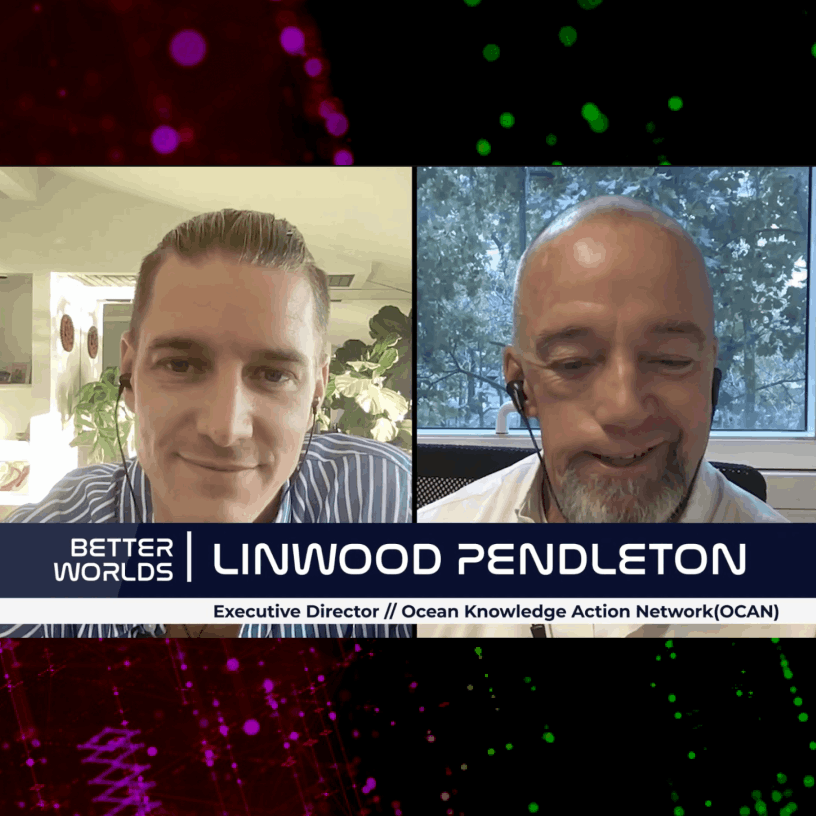 BETTER
WORLDS
LINWOOD PENDLETON
Executive Director // Ocean Knowledge Action Network(OCAN)